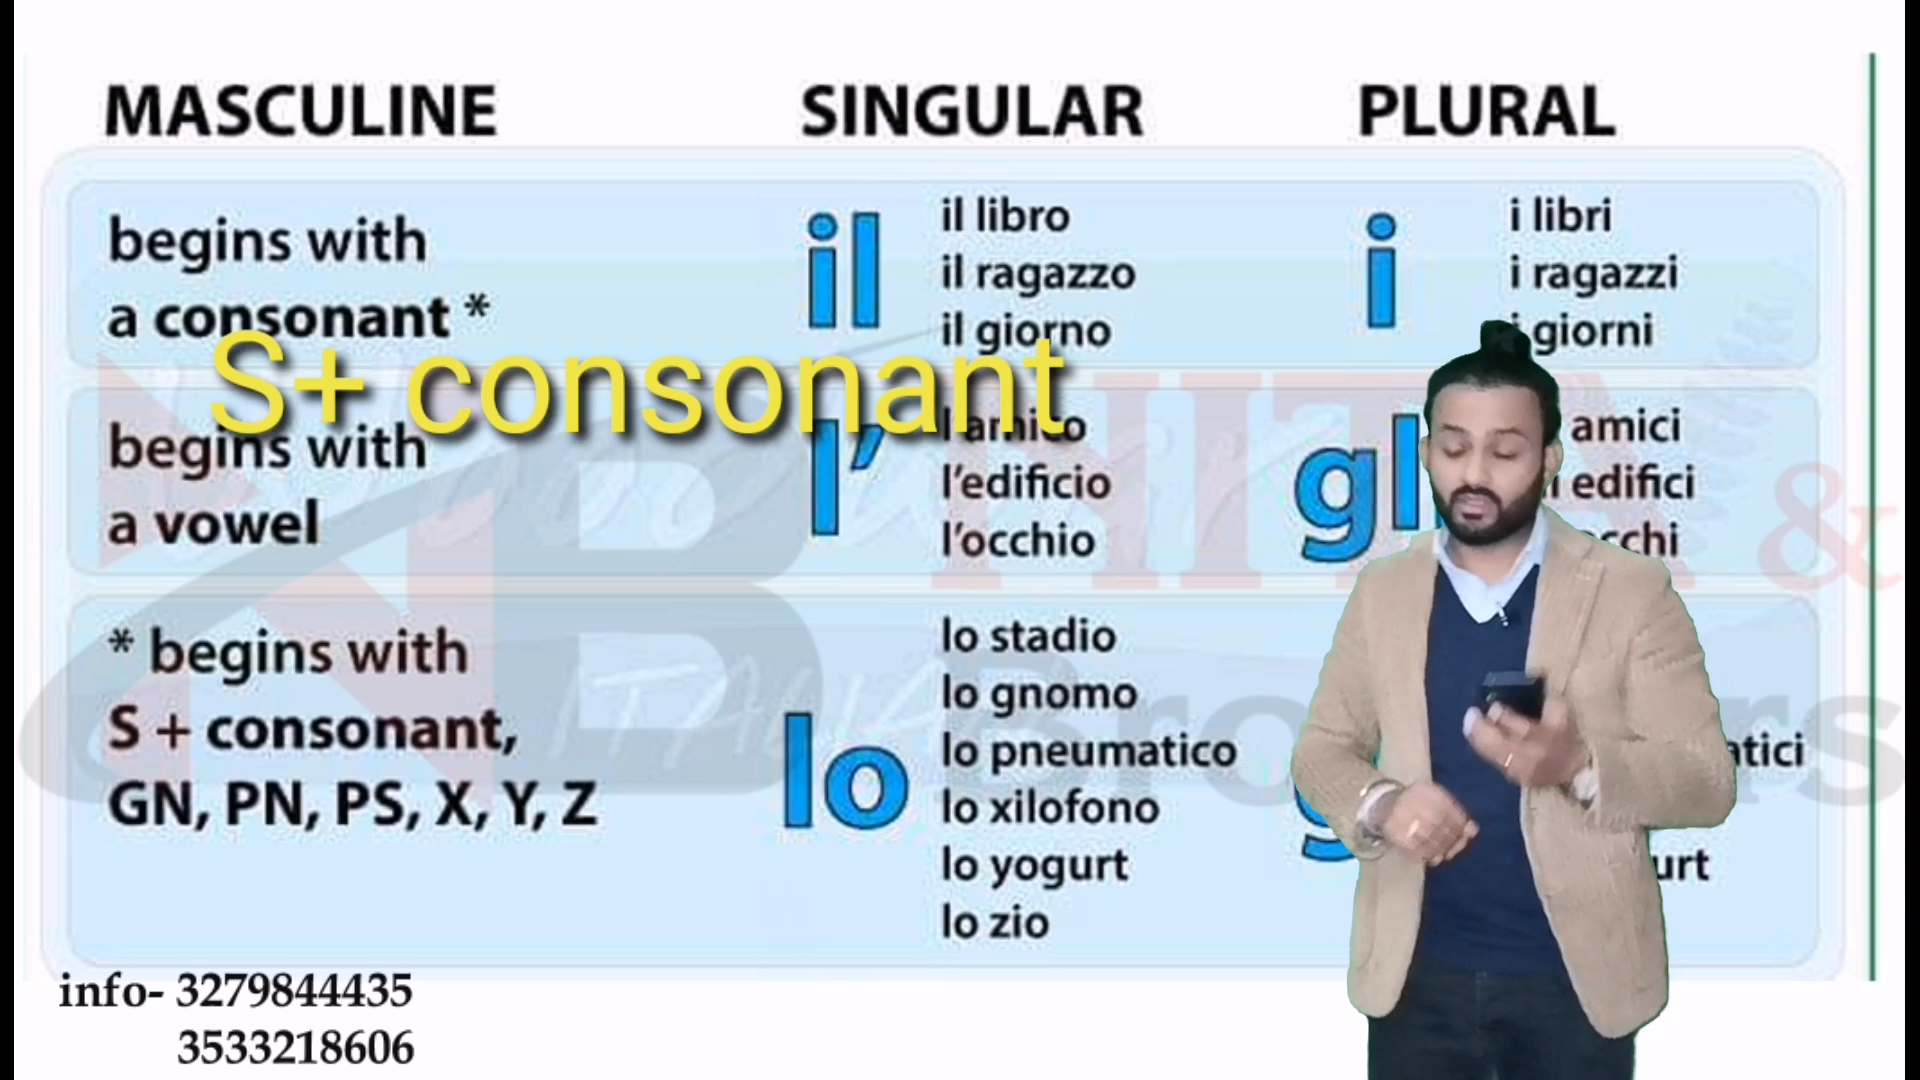 MASCULINE SINGULAR PLURAL
begins with
a consonant *
il
il libro
il ragazzo
il giorno
i
i libri
i ragazzi
i giorni
S+ consonant
begins with
a vowel
l’
l’amico
l’edificio
l’occhio
amici
edifici
* begins with
S + consonant,
GN, PN, PS, X, Y, Z
lo
lo stadio
lo gnomo
lo pneumatico
lo xilofono
lo yogurt
lo zio
info- 3279844435
3533218606